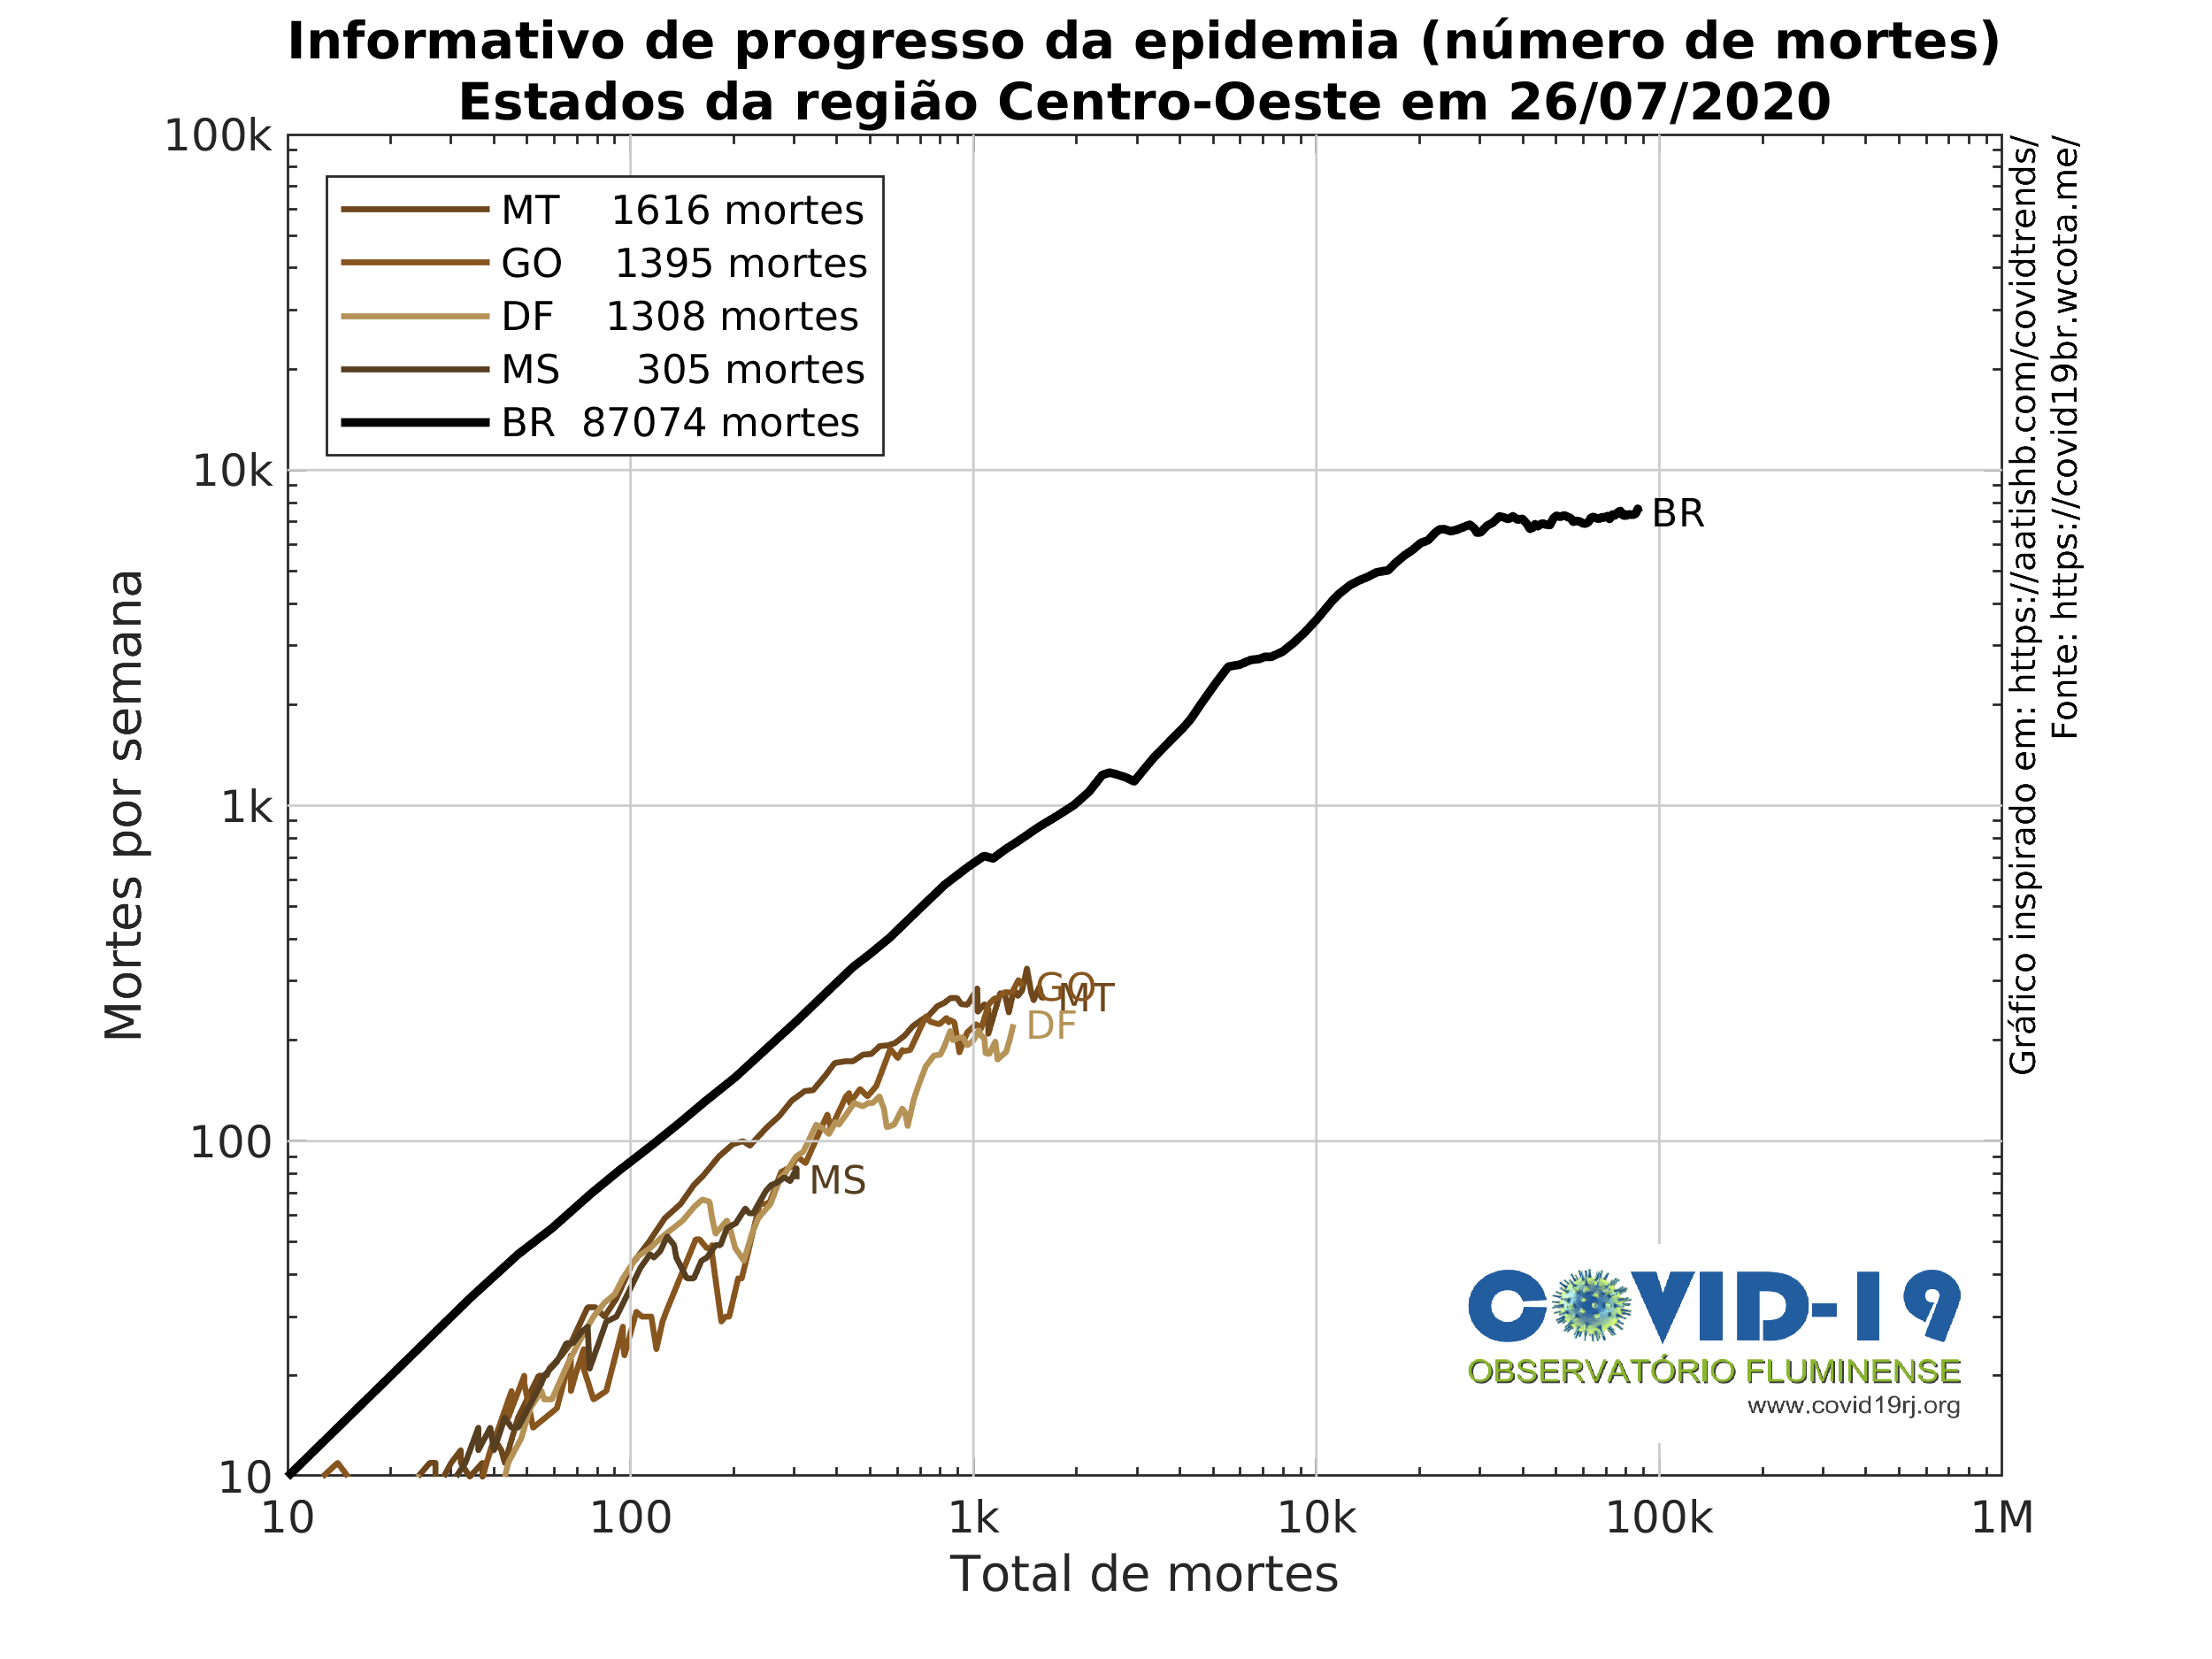 Informativo de progresso da epidemia (número de mortes)
Estados da região Centro-Oeste em 26/07/2020
100k
10k
1k
100
10
Mortes por semana
MT 1616 mortes
GO 1395 mortes
DF 1308 mortes
MS 305 mortes
BR 87074 mortes
BR
GO
MT
DF
MS
COVID-19
OBSERVATÓRIO FLUMINENSE
www.covid19rj.org
10
100
1k
10k
100k
1M
Total de mortes
Gráfico inspirado em: https://aatishb.com/covidtrends/
Fonte: https://covid19br.wcota.me/